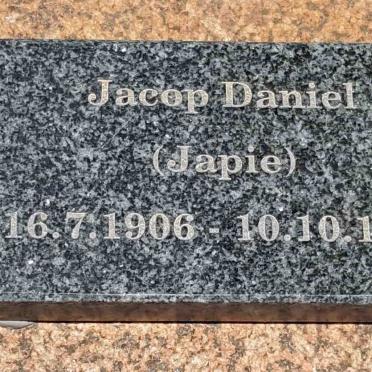 Jacop Daniel
(Japie)
16.7.1906 - 10.10.1